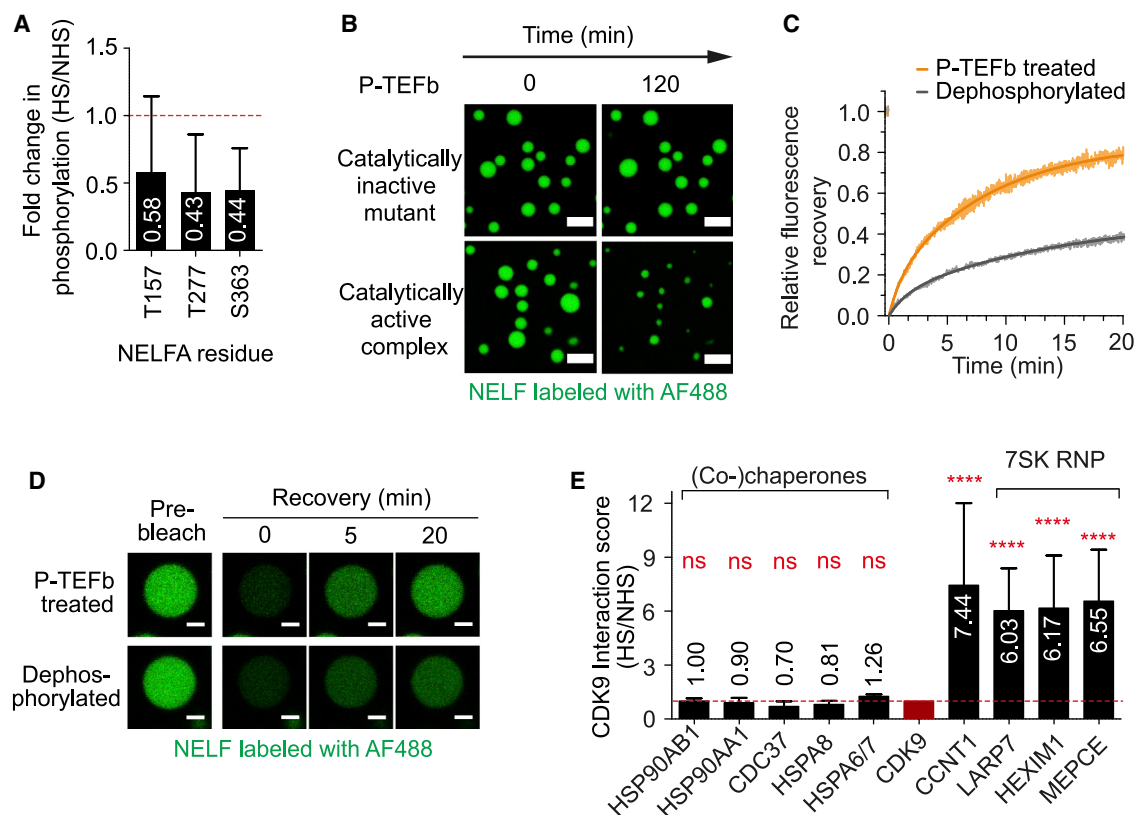 A
Fold change in
phosphorylation (HS/NHS)
1.5
1.0
0.5
0.0
0.58
0.43
0.44
T157
T277
S363
NELFA residue
B
Time (min)
P-TEFb
0
120
Catalytically
inactive
mutant
Catalytically
active
complex
NELF labeled with AF488
C
P-TEFb treated
Dephosphorylated
Relative fluorescence
recovery
1.0
0.8
0.6
0.4
0.2
0.0
0
5
10
15
20
Time (min)
D
Pre-
bleach
Recovery (min)
0
5
20
P-TEFb
treated
Dephos-
phorylated
NELF labeled with AF488
E
CDK9 Interaction score
(HS/NHS)
12
9
6
3
0
(Co-)chaperones
7SK RNP
ns
ns
ns
ns
ns
****
****
****
****
1.00
0.90
0.70
0.81
1.26
7.44
6.03
6.17
6.55
HSP90AB1
HSP90AA1
CDC37
HSPA8
HSPA6/7
CDK9
CCNT1
LARP7
HEXIM1
MEPCE